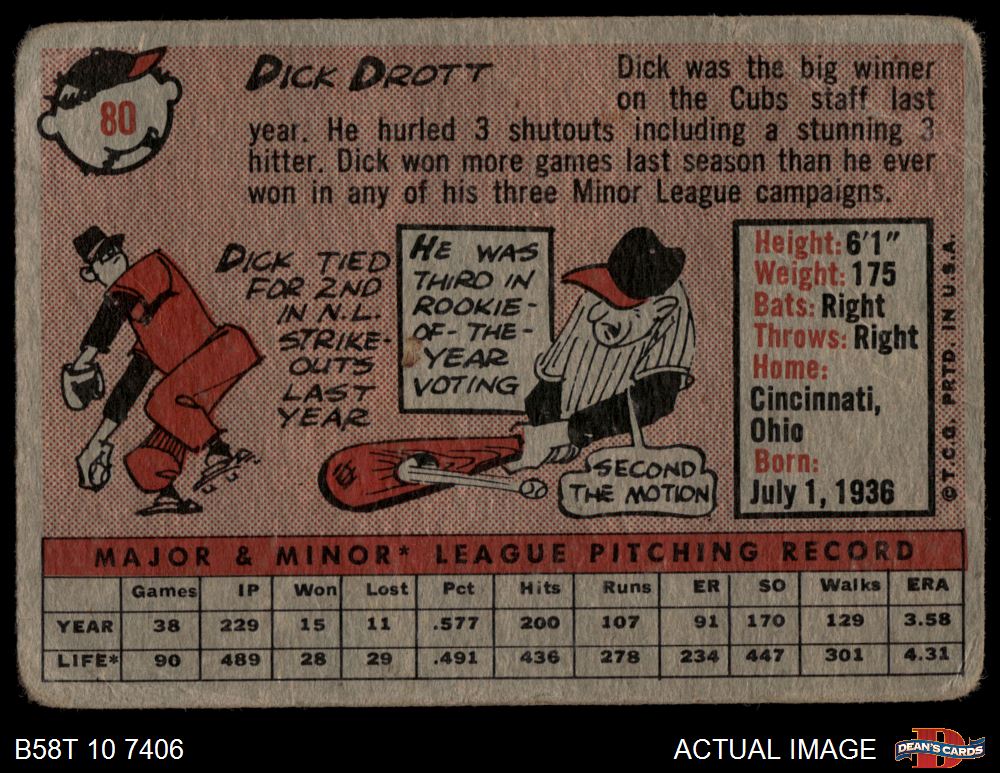 80
DICK DROTT
Dick was the big winner
on the Cubs staff last
year. He hurled 3 shutouts including a stunning 3
hitter. Dick won more games last season than he ever
won in any of his three Minor League campaigns.
DICK TIED
FOR 2ND
IN N.L.
STRIKE-
OUTS
LAST
YEAR
HE WAS
THIRD IN
ROOKIE-
OF-THE-
YEAR
VOTING
SECOND
THE MOTION
Height: 6'1"
Weight: 175
Bats: Right
Throws: Right
Home:
Cincinnati,
Ohio
Born:
July 1, 1936
© T.C.G. PRTD. IN U.S.A.
MAJOR & MINOR* LEAGUE PITCHING RECORD
Games IP Won Lost Pct Hits Runs ER SO Walks ERA
YEAR 38 229 15 11 .577 200 107 91 170 129 3.58
LIFE* 90 489 28 29 .491 436 278 234 447 301 4.31
B58T 10 7406
ACTUAL IMAGE
D
DEAN'S CARDS